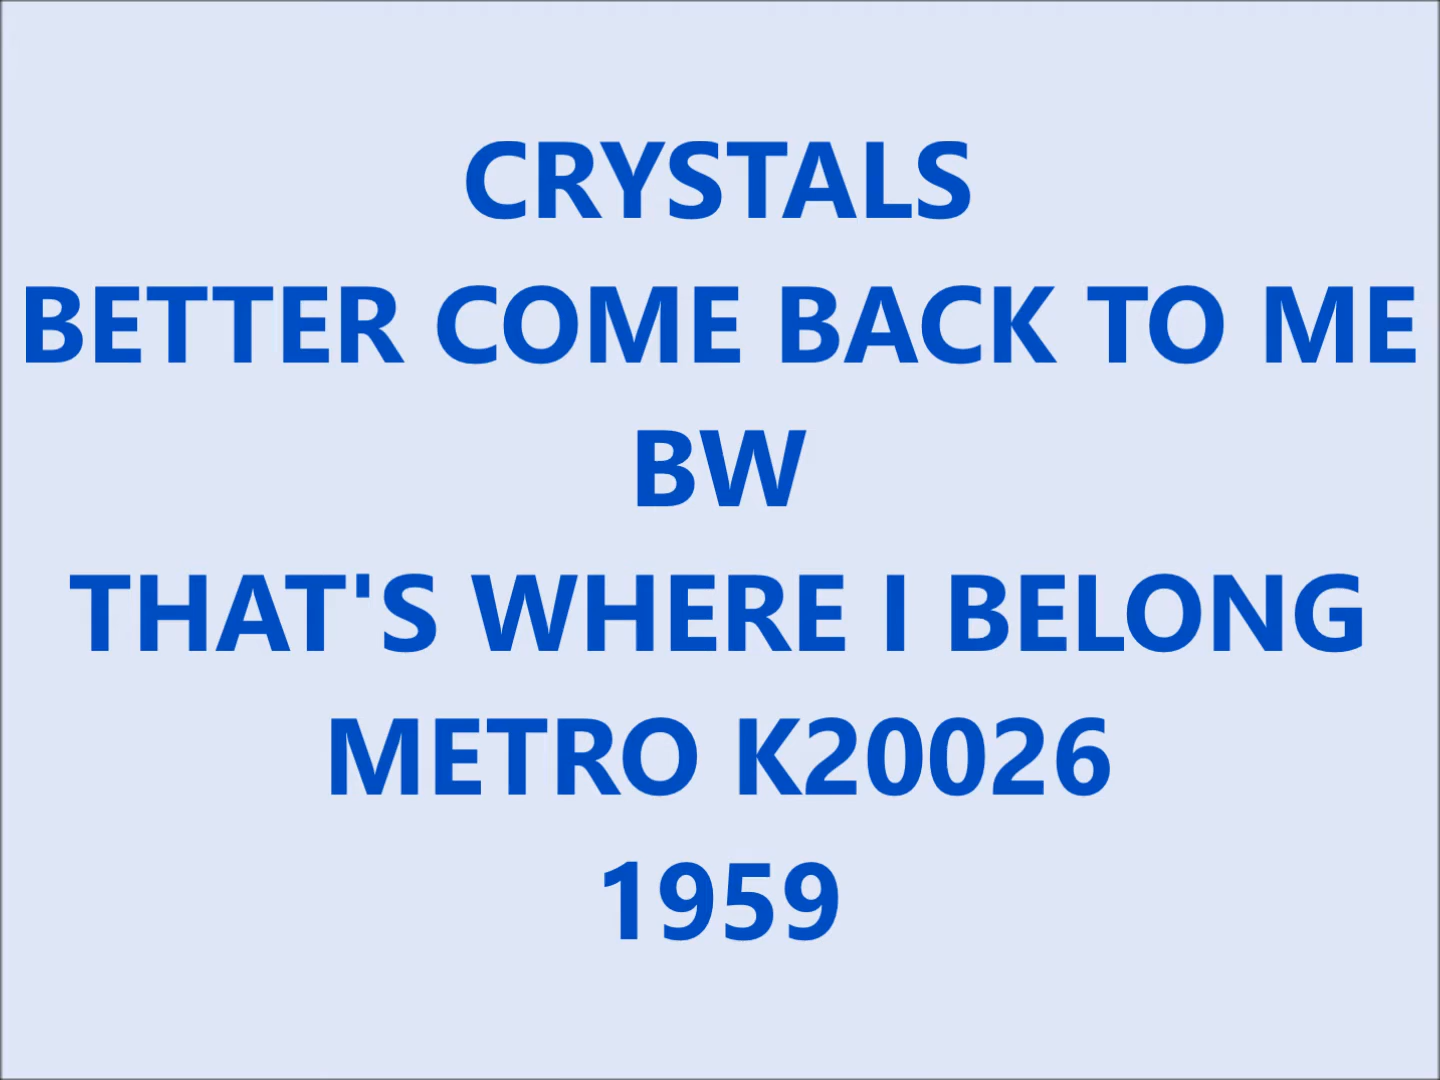 CRYSTALS
BETTER COME BACK TO ME
BW
THAT'S WHERE I BELONG
METRO K20026
1959